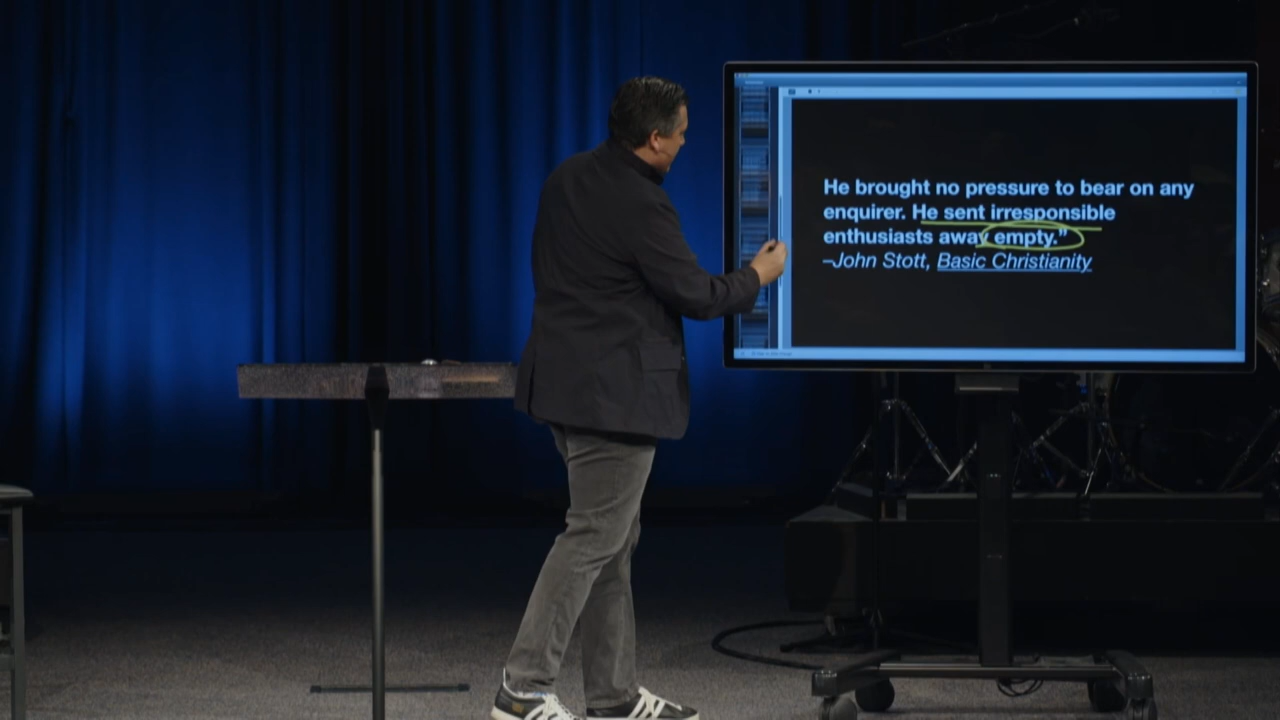 He brought no pressure to bear on any
enquirer. He sent irresponsible
enthusiasts away empty.”
–John Stott, Basic Christianity